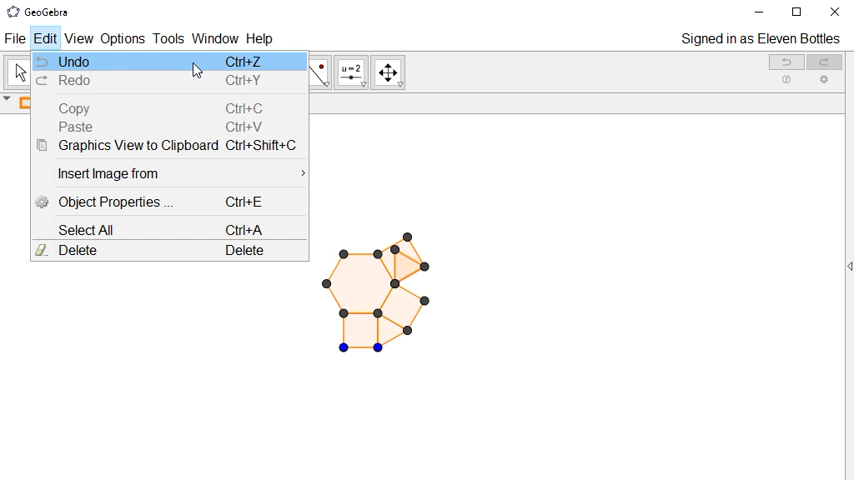 GeoGebra
File Edit View Options Tools Window Help Signed in as Eleven Bottles
Undo Ctrl+Z
Redo Ctrl+Y
a=2
Copy Ctrl+C
Paste Ctrl+V
Graphics View to Clipboard Ctrl+Shift+C
Insert Image from
Object Properties ... Ctrl+E
Select All Ctrl+A
Delete Delete